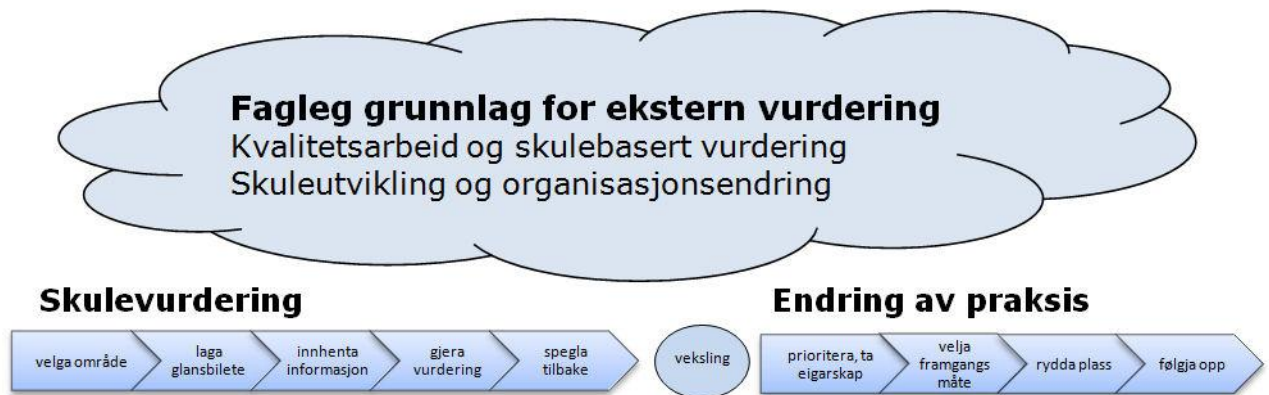 Fagleg grunnlag for ekstern vurdering
Kvalitetsarbeid og skulebasert vurdering
Skuleutvikling og organisasjonsendring
Skulevurdering
velga område
laga
glansbilete
innhenta
informasjon
gjera
vurdering
spegla
tilbake
veksling
Endring av praksis
prioritera, ta
eigarskap
velja
framgangs
måte
rydda plass
følgja opp